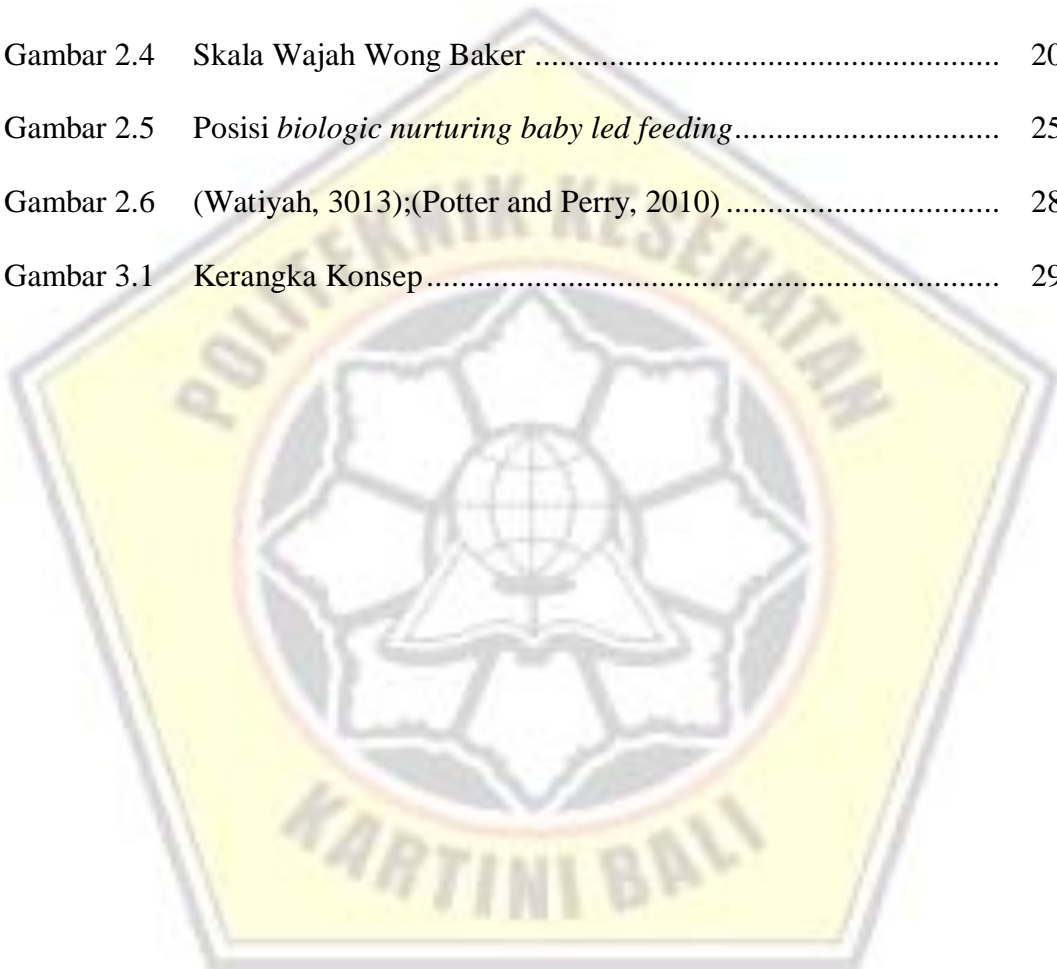 Gambar 2.4 Skala Wajah Wong Baker ........................................................ 20
Gambar 2.5 Posisi biologic nurturing baby led feeding................................ 25
Gambar 2.6 (Watiyah, 3013);(Potter and Perry, 2010) ................................. 28
Gambar 3.1 Kerangka Konsep..................................................................... 29
POLITEKNIK KESEHATAN
KARTINI BALI